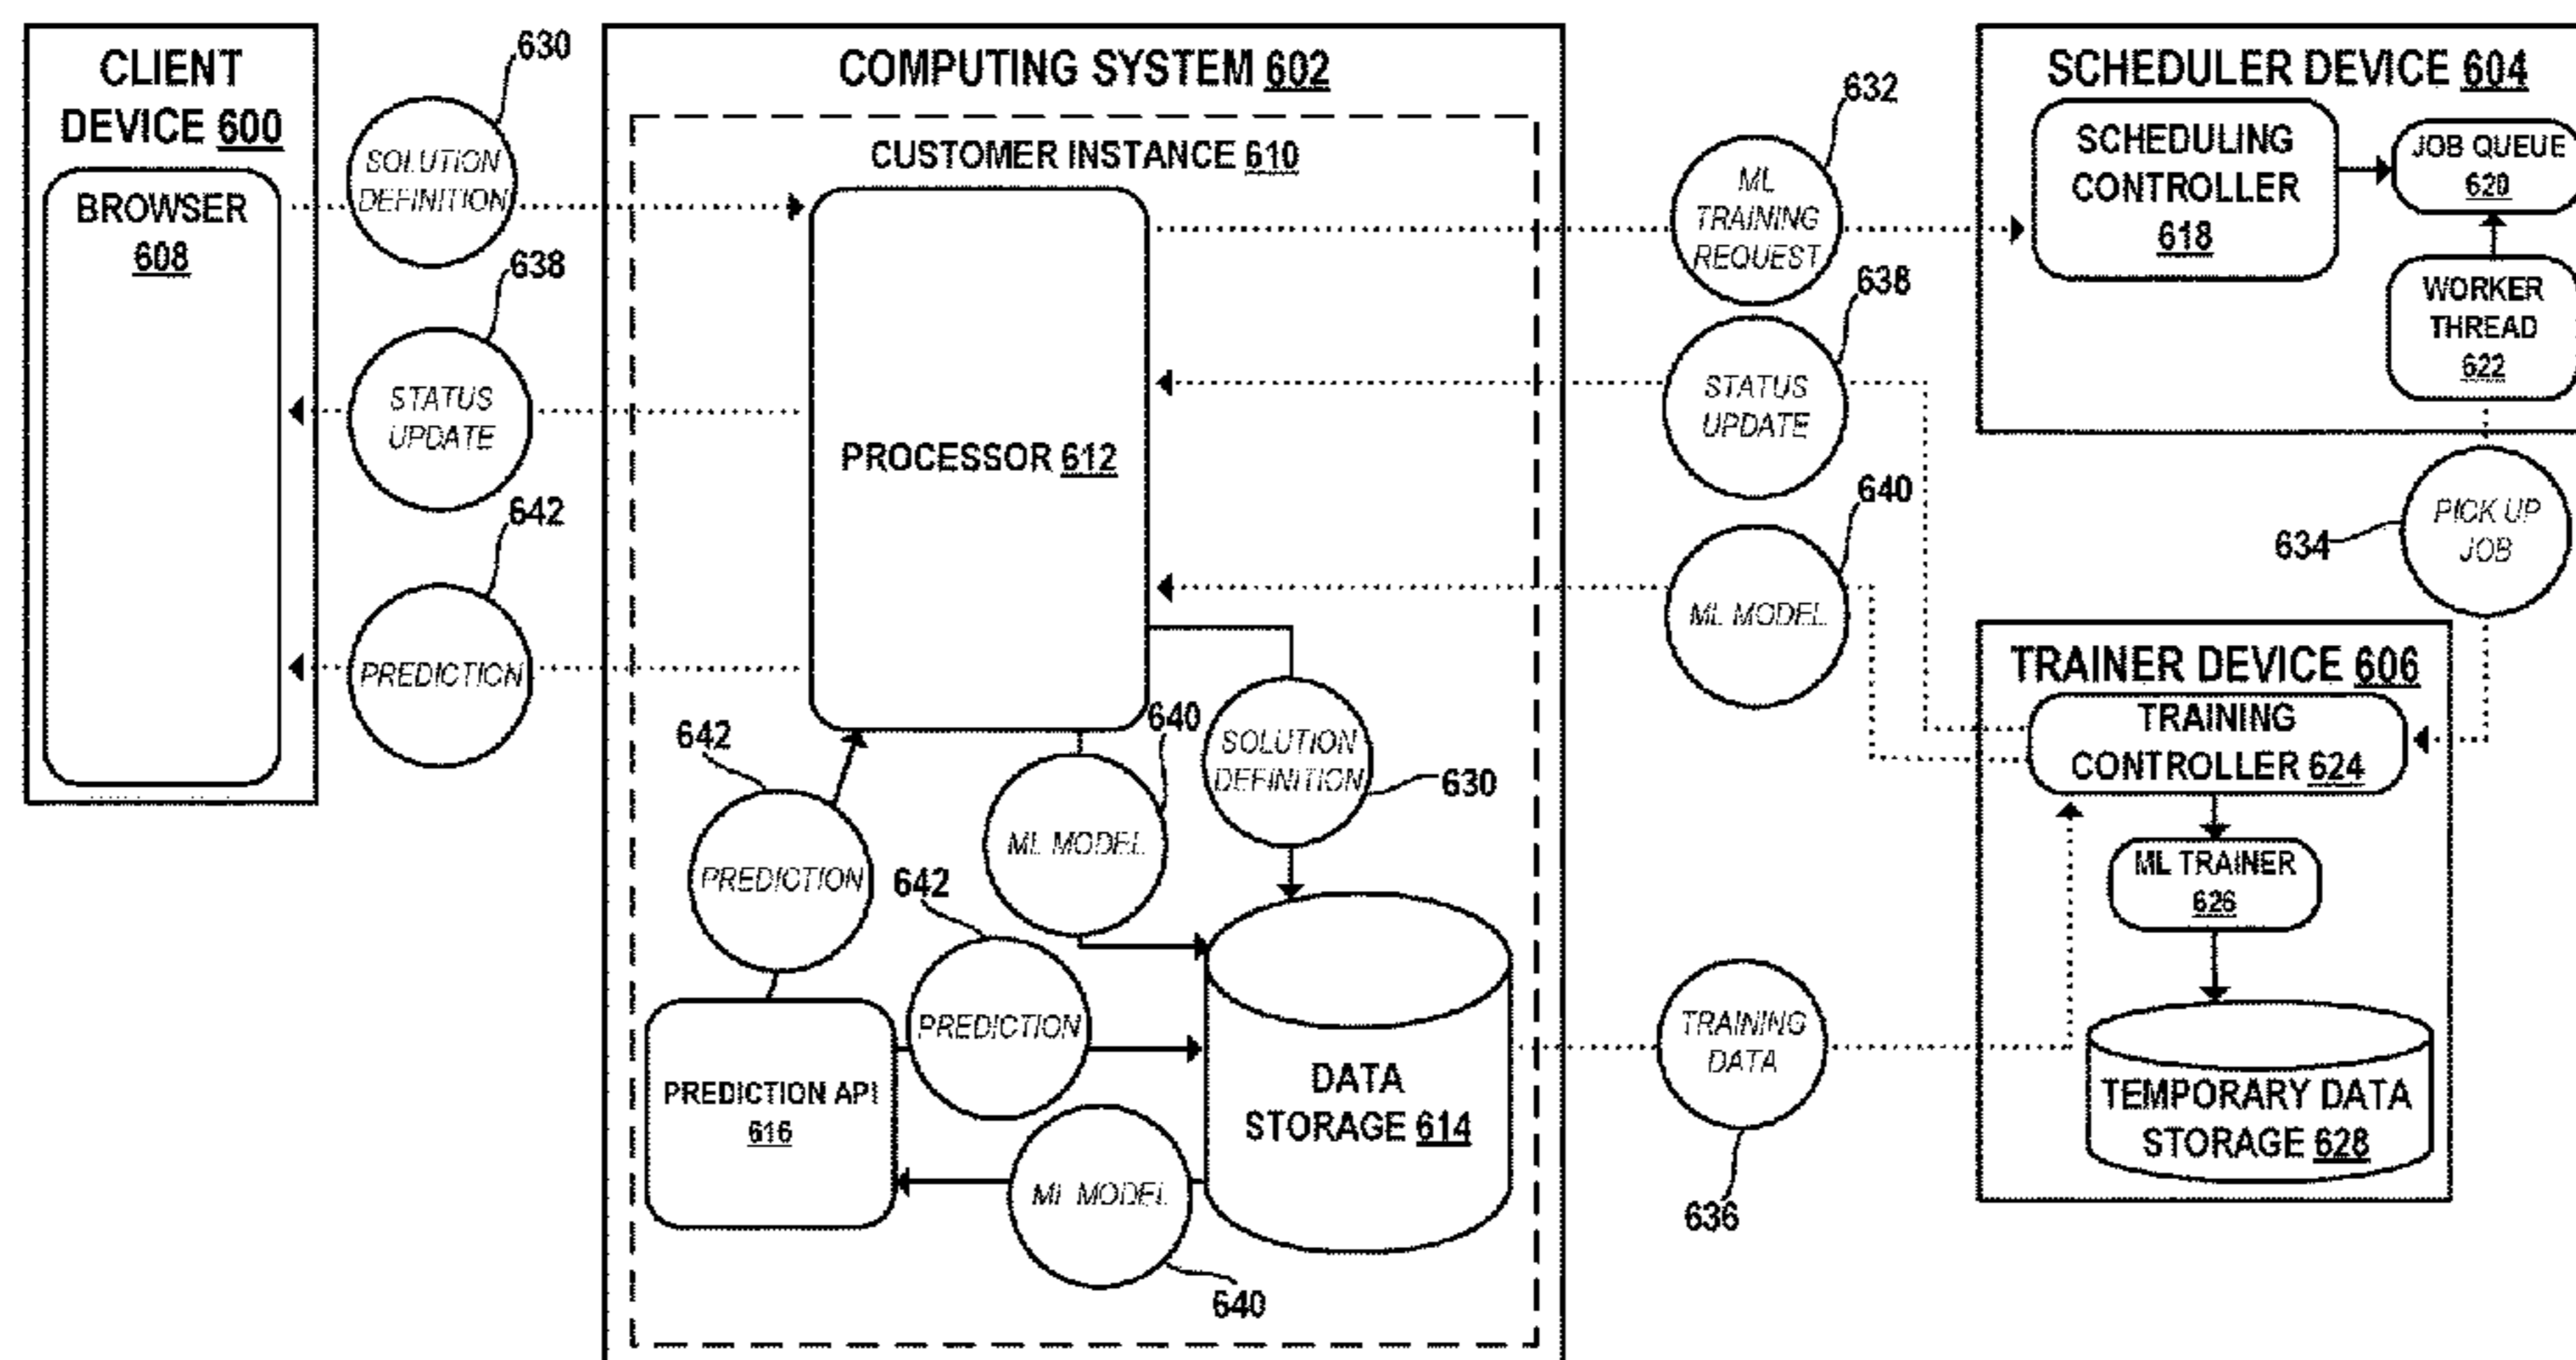 CLIENT
DEVICE 600
BROWSER
608
630
SOLUTION
DEFINITION
638
STATUS
UPDATE
642
PREDICTION
COMPUTING SYSTEM 602
CUSTOMER INSTANCE 610
PROCESSOR 612
642
PREDICTION
640
ML MODEL
SOLUTION
DEFINITION
630
642
PREDICTION
PREDICTION API
616
ML MODEL
640
DATA
STORAGE 614
632
ML
TRAINING
REQUEST
638
STATUS
UPDATE
640
ML MODEL
TRAINING
DATA
636
SCHEDULER DEVICE 604
SCHEDULING
CONTROLLER
618
JOB QUEUE
620
WORKER
THREAD
622
634
PICK UP
JOB
TRAINER DEVICE 606
TRAINING
CONTROLLER 624
ML TRAINER
626
TEMPORARY DATA
STORAGE 628